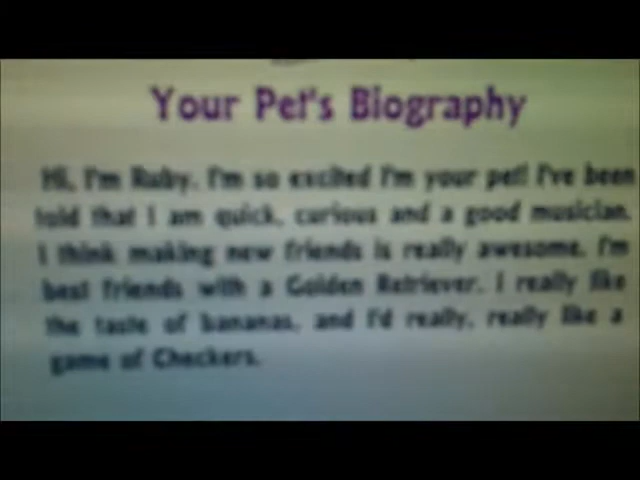 Your Pet's Biography
Hi, I'm Ruby. I'm so excited I'm your pet! I've been
told that I am quick, curious and a good musician.
I think making new friends is really awesome. I'm
best friends with a Golden Retriever. I really like
the taste of bananas, and I'd really, really like a
game of Checkers.